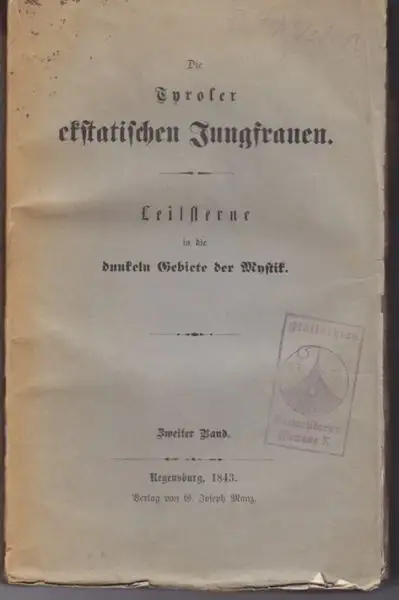 Die
Tyroler
ekstatischen Jungfrauen.
Leitsterne
in die
dunkeln Gebiete der Mystik.
Zweiter Band.
Regensburg, 1843.
Verlag von G. Joseph Manz.